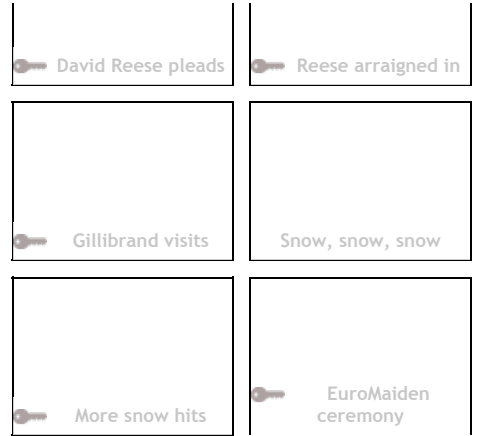 David Reese pleads
Reese arraigned in
Gillibrand visits
Snow, snow, snow
More snow hits
EuroMaiden
ceremony